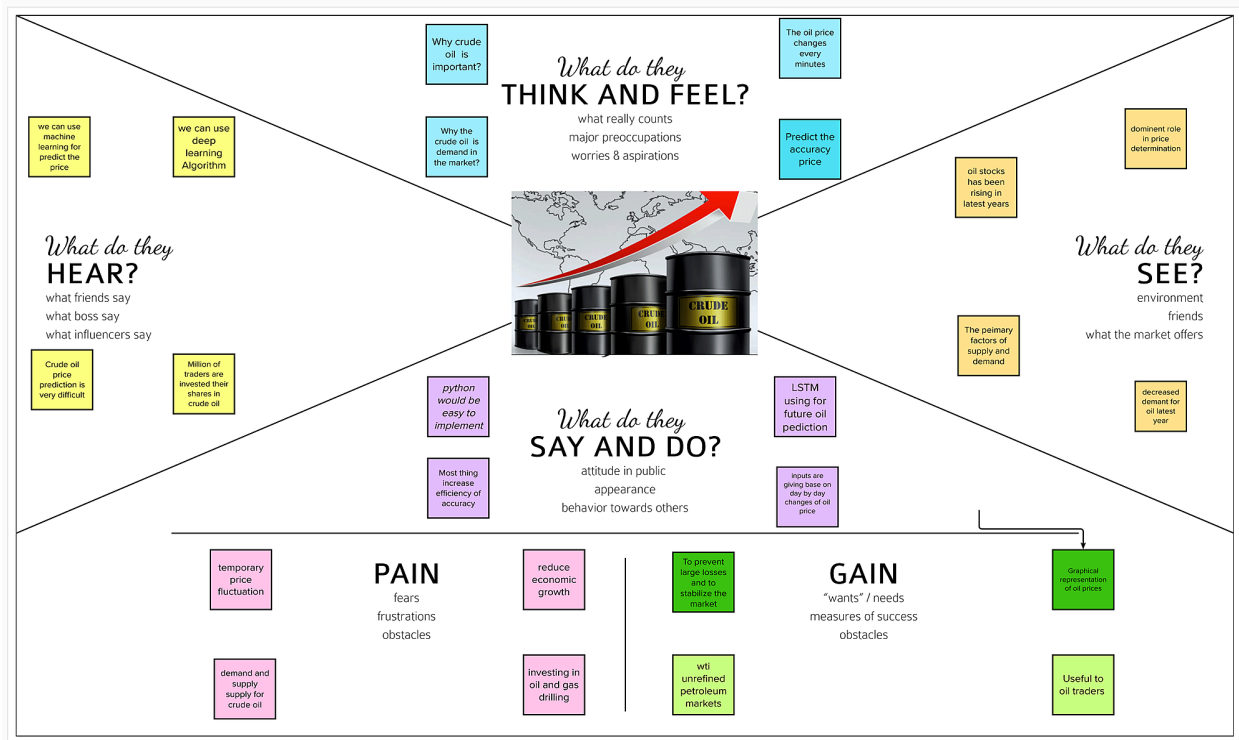 Why crude
oil is
important?
The oil price
changes
every
minutes
What do they
THINK AND FEEL?
what really counts
major preoccupations
worries & aspirations
Why the
crude oil is
demand in
the market?
Predict the
accuracy
price
we can use
machine
learning for
predict the
price
we can use
deep
learning
Algorithm
What do they
HEAR?
what friends say
what boss say
what influencers say
Crude oil
price
prediction is
very difficult
Million of
traders are
invested their
shares in
crude oil
CRUDE
OIL
CRUDE
OIL
CRUDE
OIL
CRUDE
OIL
CRUDE
OIL
dominent role
in price
determination
oil stocks
has been
rising in
latest years
What do they
SEE?
environment
friends
what the market offers
The peimary
factors of
supply and
demand
decreased
demant for
oil latest
year
python
would be
easy to
implement
LSTM
using for
future oil
pediction
What do they
SAY AND DO?
attitude in public
appearance
behavior towards others
Most thing
increase
efficiency of
accuracy
inputs are
giving base on
day by day
changes of oil
price
temporary
price
fluctuation
PAIN
fears
frustrations
obstacles
reduce
economic
growth
demand and
supply
supply for
crude oil
investing in
oil and gas
drilling
To prevent
large losses
and to
stabilize the
market
GAIN
“wants” / needs
measures of success
obstacles
Graphical
representation
of oil prices
wti
unrefined
petroleum
markets
Useful to
oil traders